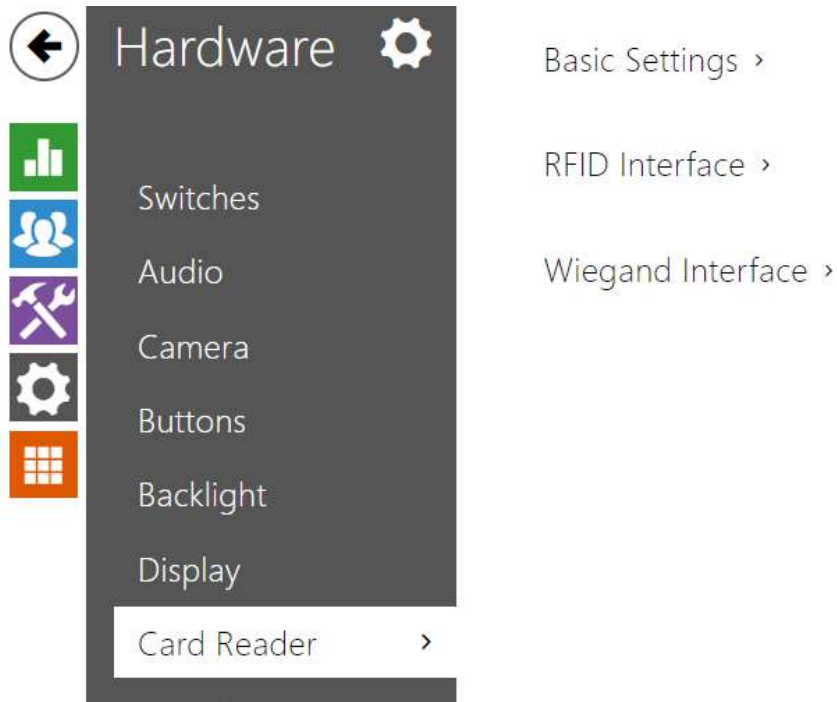 Hardware
Switches
Audio
Camera
Buttons
Backlight
Display
Card Reader
Basic Settings
RFID Interface
Wiegand Interface